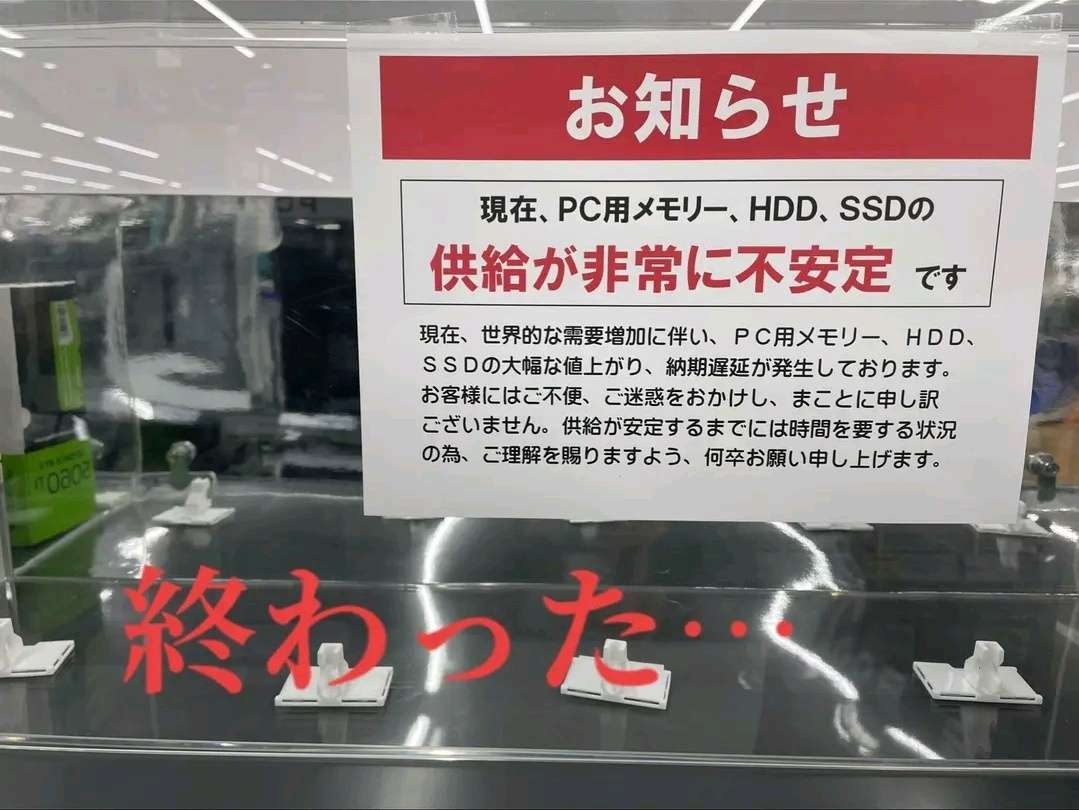 お知らせ
現在、PC用メモリー、HDD、SSDの
供給が非常に不安定 です
現在、世界的な需要増加に伴い、ＰＣ用メモリー、ＨＤＤ、
ＳＳＤの大幅な値上がり、納期遅延が発生しております。
お客様にはご不便、ご迷惑をおかけし、まことに申し訳
ございません。供給が安定するまでには時間を要する状況
の為、ご理解を賜りますよう、何卒お願い申し上げます。
5060 Ti
終わった…